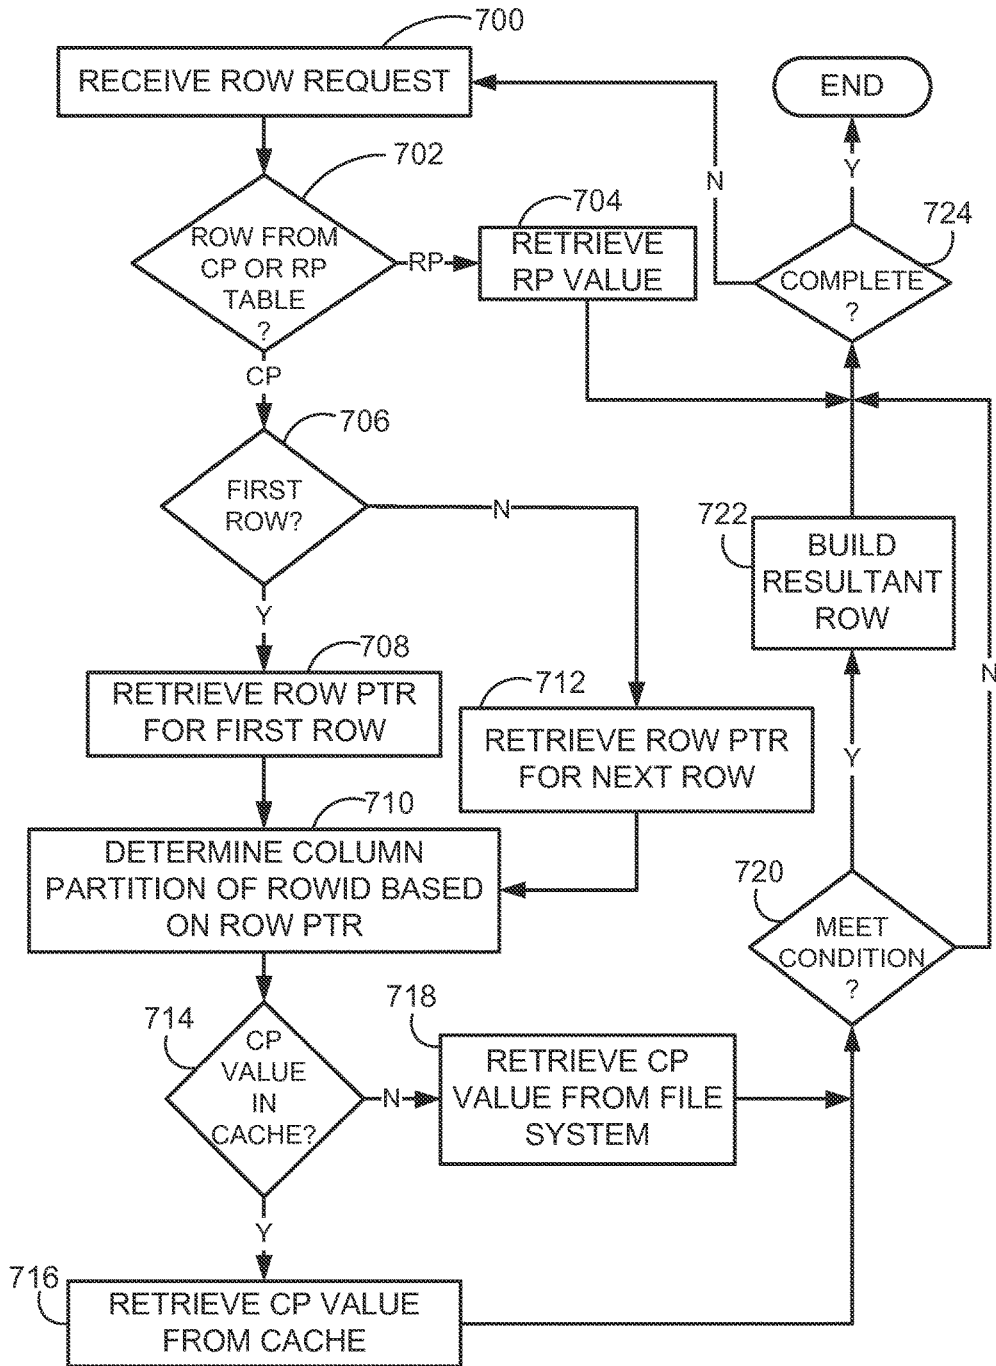 700
RECEIVE ROW REQUEST
END
702
ROW FROM
CP OR RP
TABLE
?
RP
704
RETRIEVE
RP VALUE
N
Y
724
COMPLETE
?
CP
706
FIRST
ROW?
N
Y
708
RETRIEVE ROW PTR
FOR FIRST ROW
712
RETRIEVE ROW PTR
FOR NEXT ROW
722
BUILD
RESULTANT
ROW
N
Y
710
DETERMINE COLUMN
PARTITION OF ROWID BASED
ON ROW PTR
720
MEET
CONDITION
?
714
CP
VALUE
IN
CACHE?
N
718
RETRIEVE CP
VALUE FROM FILE
SYSTEM
Y
716
RETRIEVE CP VALUE
FROM CACHE